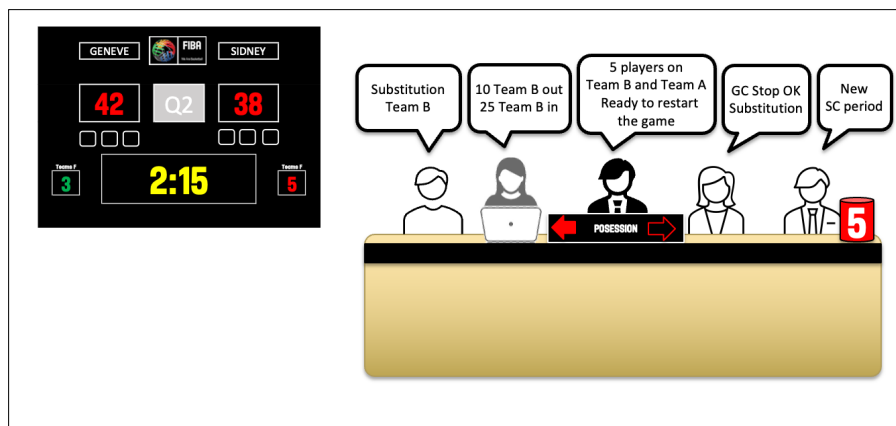 GENEVE
FIBA
SIDNEY
42
Q2
38
Teams F
3
2:15
Teams F
5
Substitution
Team B
10 Team B out
25 Team B in
5 players on
Team B and Team A
Ready to restart
the game
GC Stop OK
Substitution
New
SC period
POSESSION
5